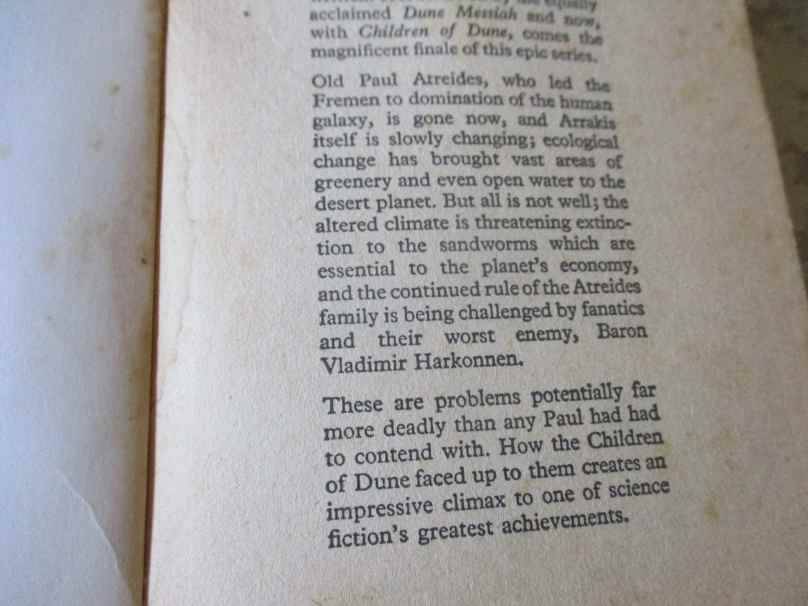 by the equally
acclaimed Dune Messiah and now,
with Children of Dune, comes the
magnificent finale of this epic series.
Old Paul Atreides, who led the
Fremen to domination of the human
galaxy, is gone now, and Arrakis
itself is slowly changing; ecological
change has brought vast areas of
greenery and even open water to the
desert planet. But all is not well; the
altered climate is threatening extinc-
tion to the sandworms which are
essential to the planet's economy,
and the continued rule of the Atreides
family is being challenged by fanatics
and their worst enemy, Baron
Vladimir Harkonnen.
These are problems potentially far
more deadly than any Paul had had
to contend with. How the Children
of Dune faced up to them creates an
impressive climax to one of science
fiction's greatest achievements.